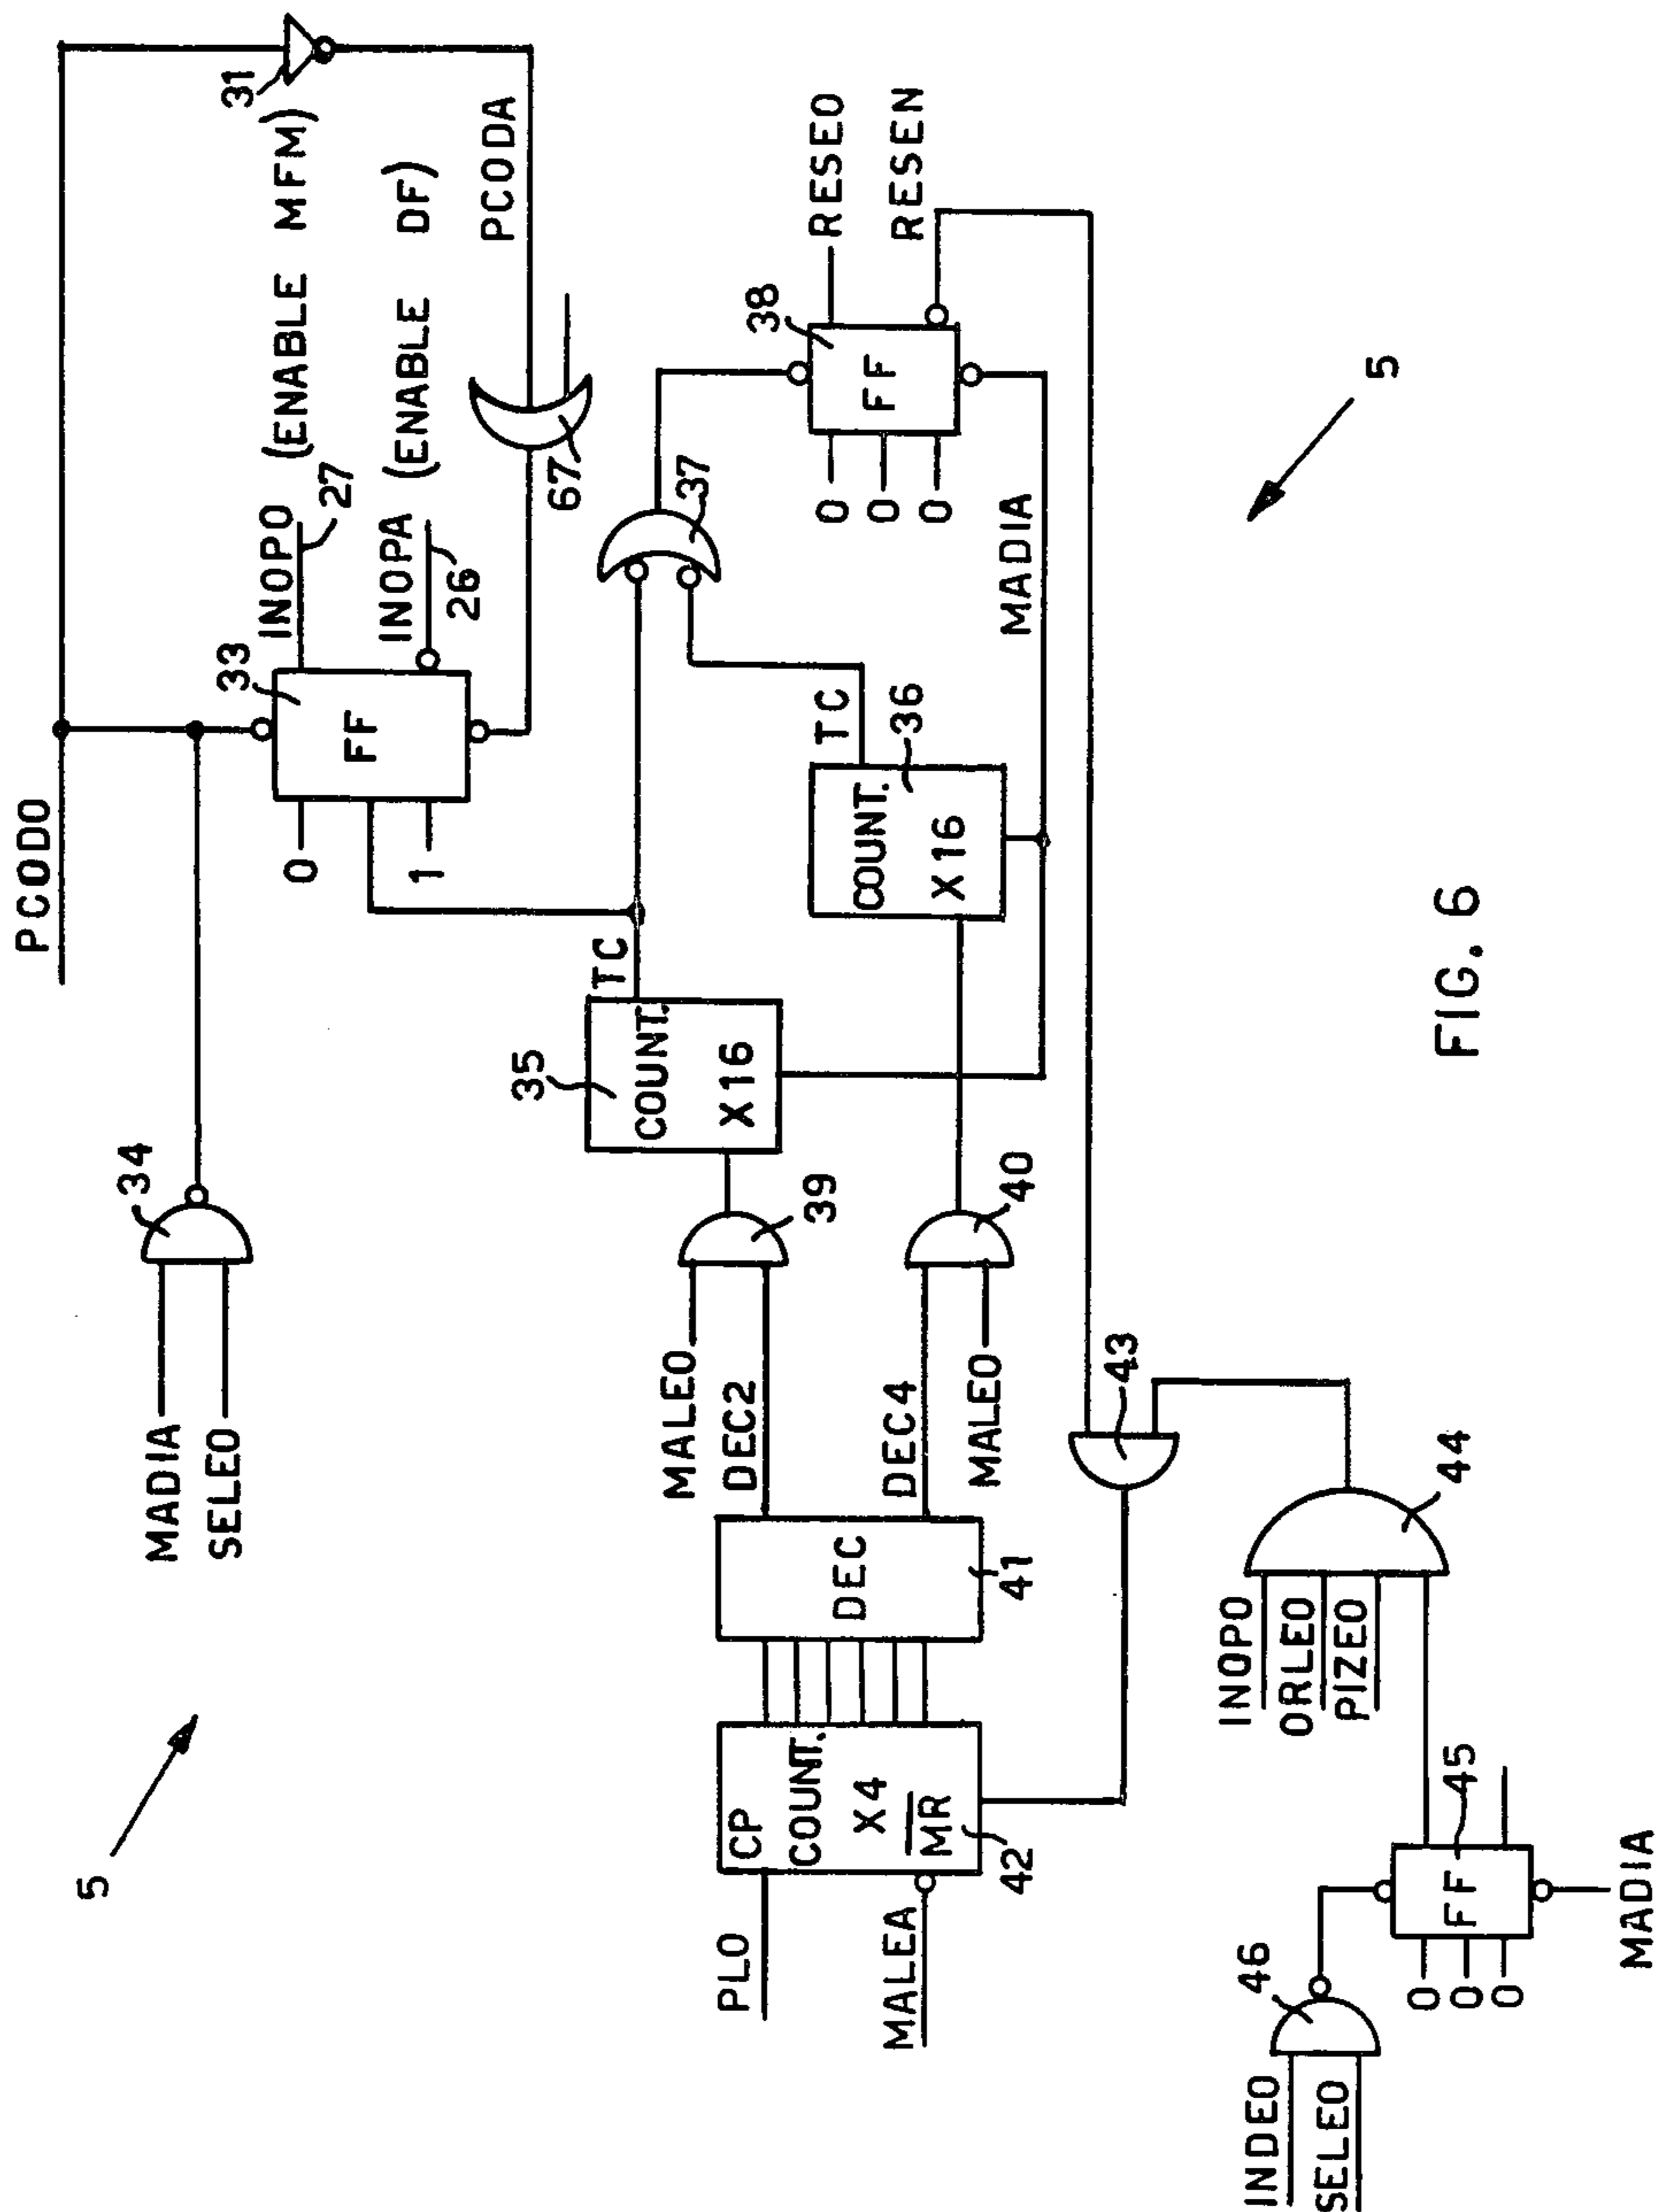 PCODO
31
(ENABLE MFM)
(ENABLE DF)
PCODA
67
33
FF
INOPO
27
INOPA
26
0
1
34
MADIA
SELEO
35
COUNT.
X16
TC
36
COUNT.
X16
TC
37
38
FF
0
0
0
RESEO
RESEN
MADIA
39
40
MALEO
DEC2
DEC4
MALEO
DEC
41
CP
COUNT.
X4
MR
42
PLO
MALEA
43
44
INOPO
ORLEO
PIZEO
45
FF
0
0
0
MADIA
46
INDEO
SELEO
5
5
FIG. 6